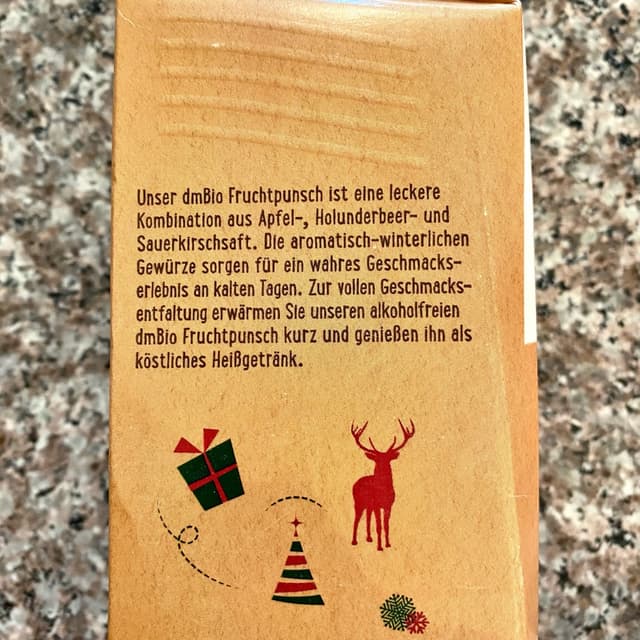 Unser dmBio Fruchtpunsch ist eine leckere
Kombination aus Apfel-, Holunderbeer- und
Sauerkirschsaft. Die aromatisch-winterlichen
Gewürze sorgen für ein wahres Geschmacks-
erlebnis an kalten Tagen. Zur vollen Geschmacks-
entfaltung erwärmen Sie unseren alkoholfreien
dmBio Fruchtpunsch kurz und genießen ihn als
köstliches Heißgetränk.